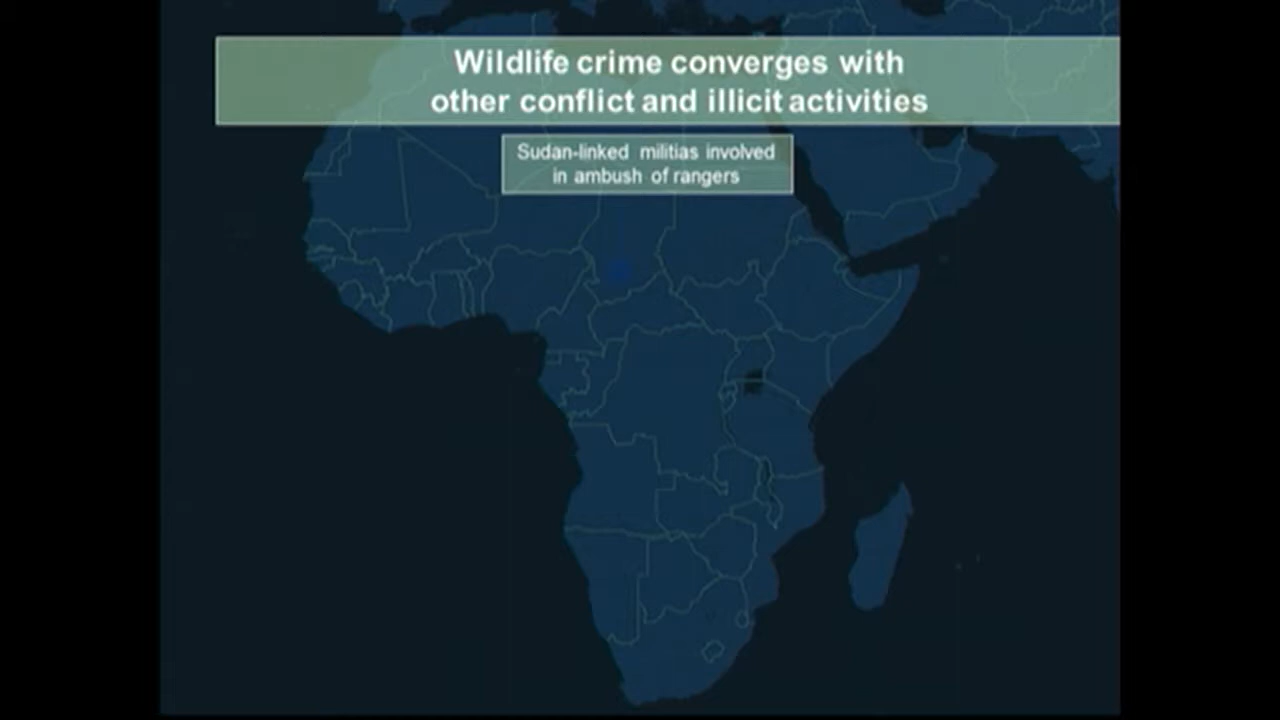 Wildlife crime converges with
other conflict and illicit activities
Sudan-linked militias involved
in ambush of rangers